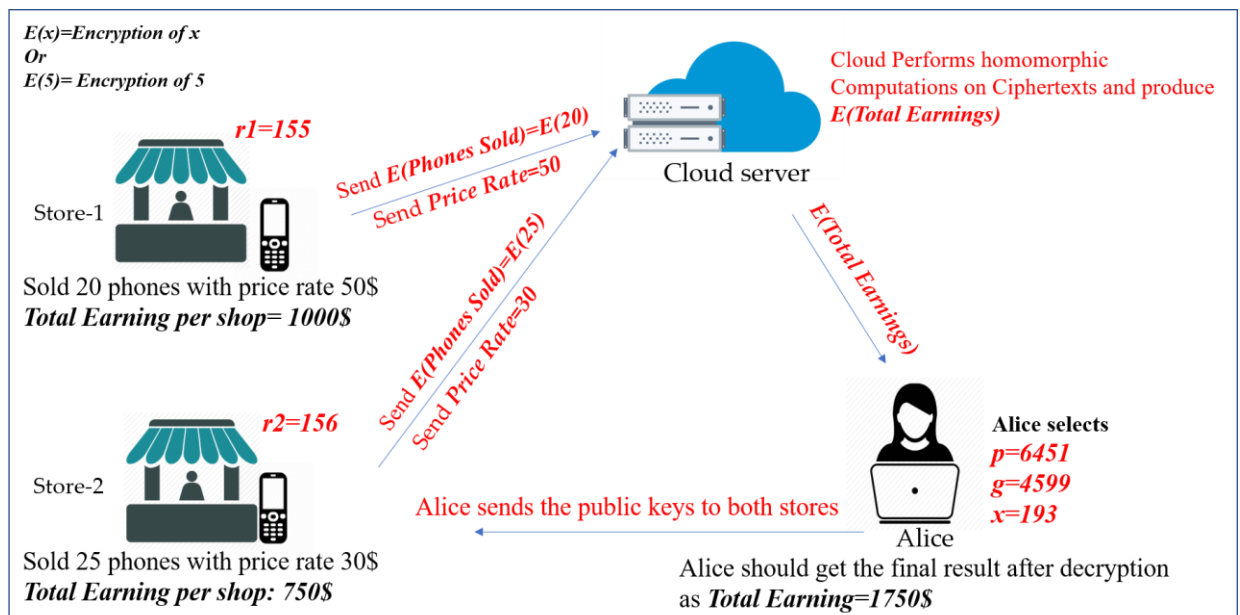 E(x)=Encryption of x
Or
E(5)= Encryption of 5
r1=155
Store-1
Sold 20 phones with price rate 50$
Total Earning per shop= 1000$
Send E(Phones Sold)=E(20)
Send Price Rate=50
Cloud server
Cloud Performs homomorphic
Computations on Ciphertexts and produce
E(Total Earnings)
r2=156
Store-2
Sold 25 phones with price rate 30$
Total Earning per shop: 750$
Send E(Phones Sold)=E(25)
Send Price Rate=30
E(Total Earnings)
Alice sends the public keys to both stores
Alice selects
p=6451
g=4599
x=193
Alice
Alice should get the final result after decryption
as Total Earning=1750$